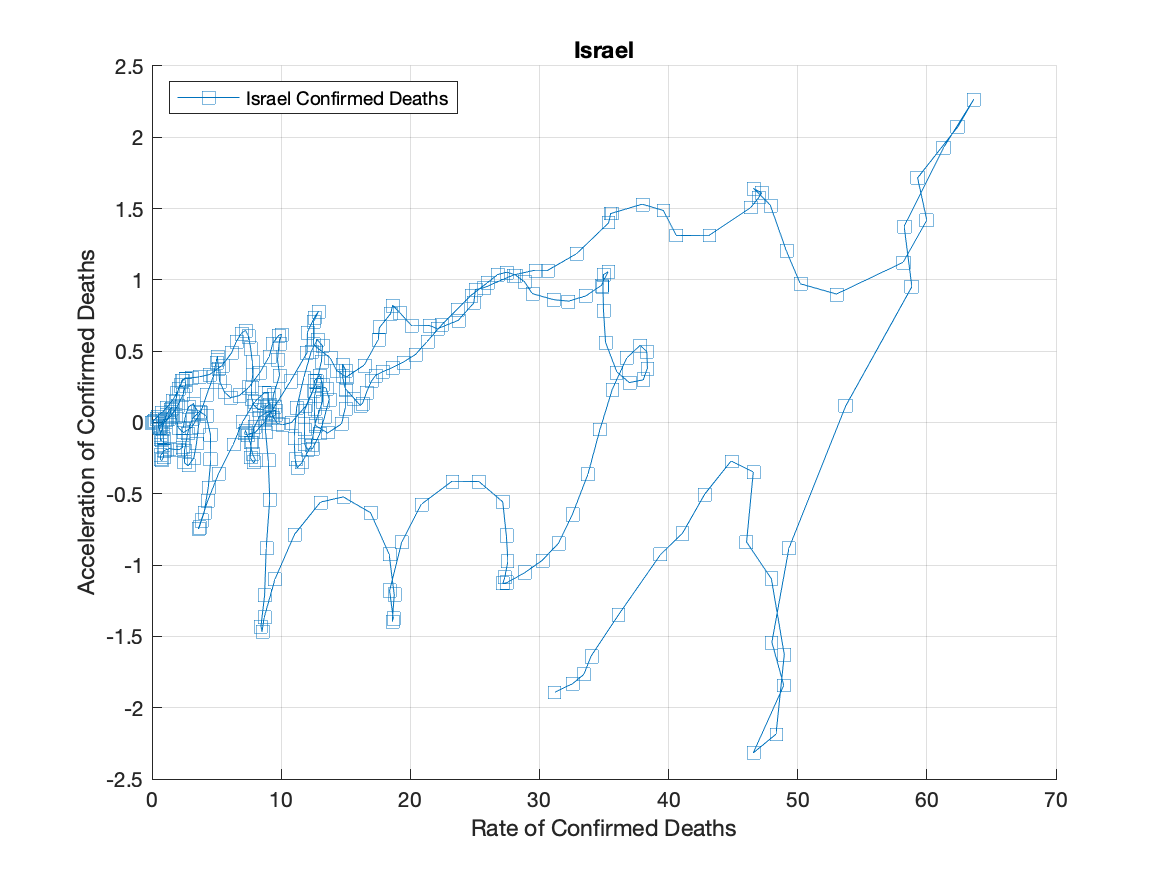 Israel
Israel Confirmed Deaths
2.5
2
1.5
1
0.5
0
-0.5
-1
-1.5
-2
-2.5
Acceleration of Confirmed Deaths
0 10 20 30 40 50 60 70
Rate of Confirmed Deaths